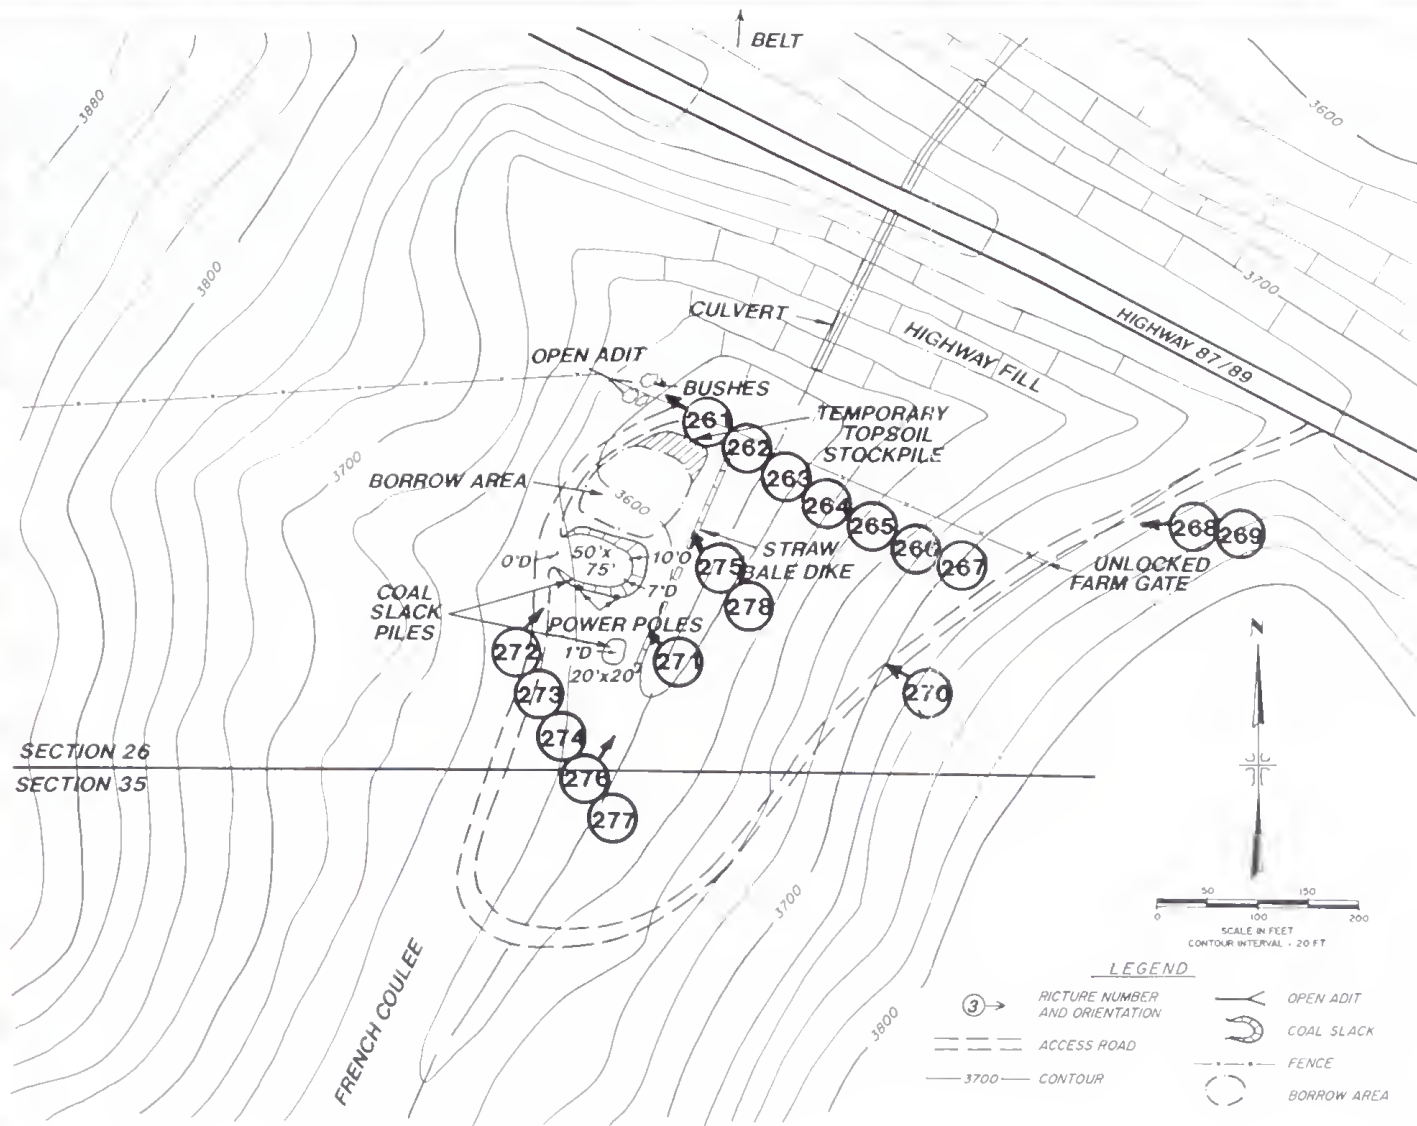 BELT
3880
3600
3800
3700
CULVERT
HIGHWAY FILL
HIGHWAY 87/89
OPEN ADIT
BUSHES
261
TEMPORARY
TOPSOIL
STOCKPILE
262
263
264
265
266
267
268
269
3700
BORROW AREA
3600
STRAW
BALE DIKE
UNLOCKED
FARM GATE
50'x
75'
0'D
10'D
7'D
275
278
COAL
SLACK
PILES
POWER POLES
272
1'D
20'x20'
271
273
270
274
N
SECTION 26
SECTION 35
276
277
3700
FRENCH COULEE
3800
50
150
0
100
200
SCALE IN FEET
CONTOUR INTERVAL - 20 FT
LEGEND
3
RICTURE NUMBER
AND ORIENTATION
ACCESS ROAD
3700
CONTOUR
OPEN ADIT
COAL SLACK
FENCE
BORROW AREA